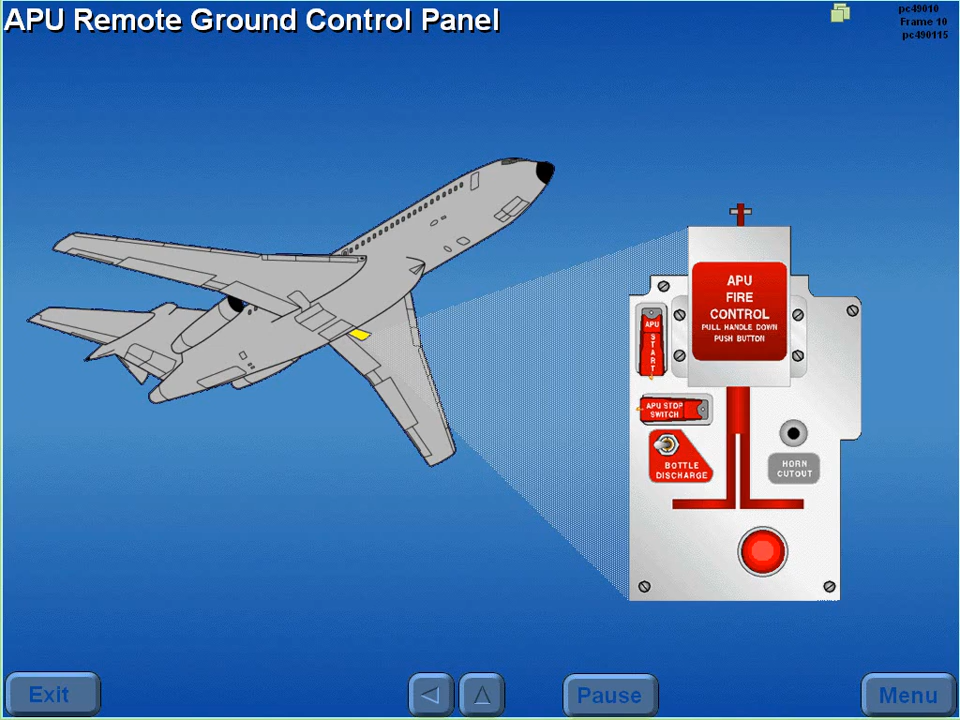 APU Remote Ground Control Panel
pc49010
Frame 10
pc490115
APU
FIRE
CONTROL
PULL HANDLE DOWN
PUSH BUTTON
APU
START
APU STOP
SWITCH
BOTTLE
DISCHARGE
HORN
CUTOUT
Exit
Pause
Menu